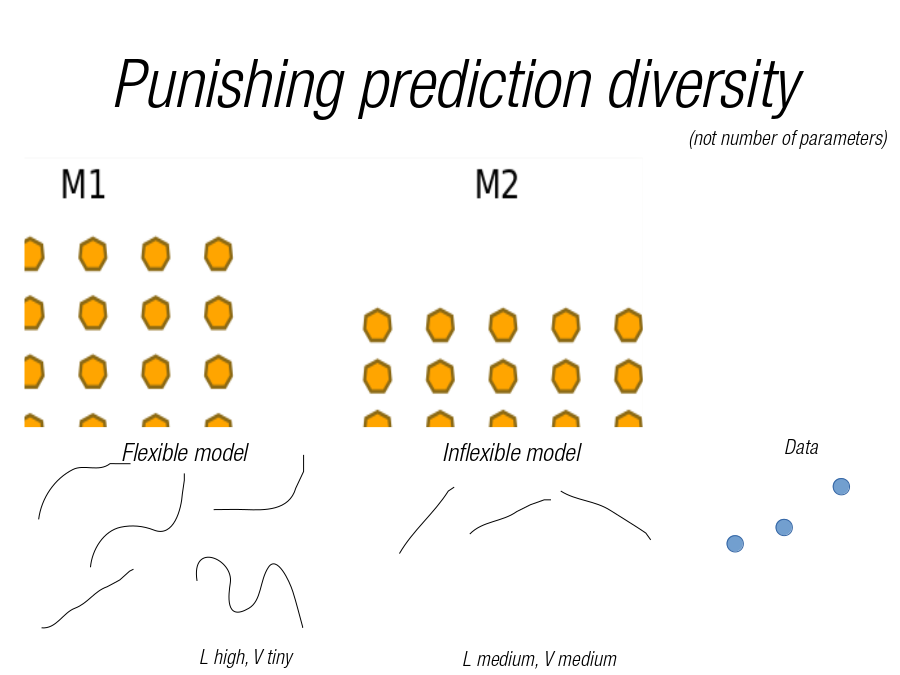 Punishing prediction diversity
(not number of parameters)
M1
M2
Flexible model
Inflexible model
Data
L high, V tiny
L medium, V medium